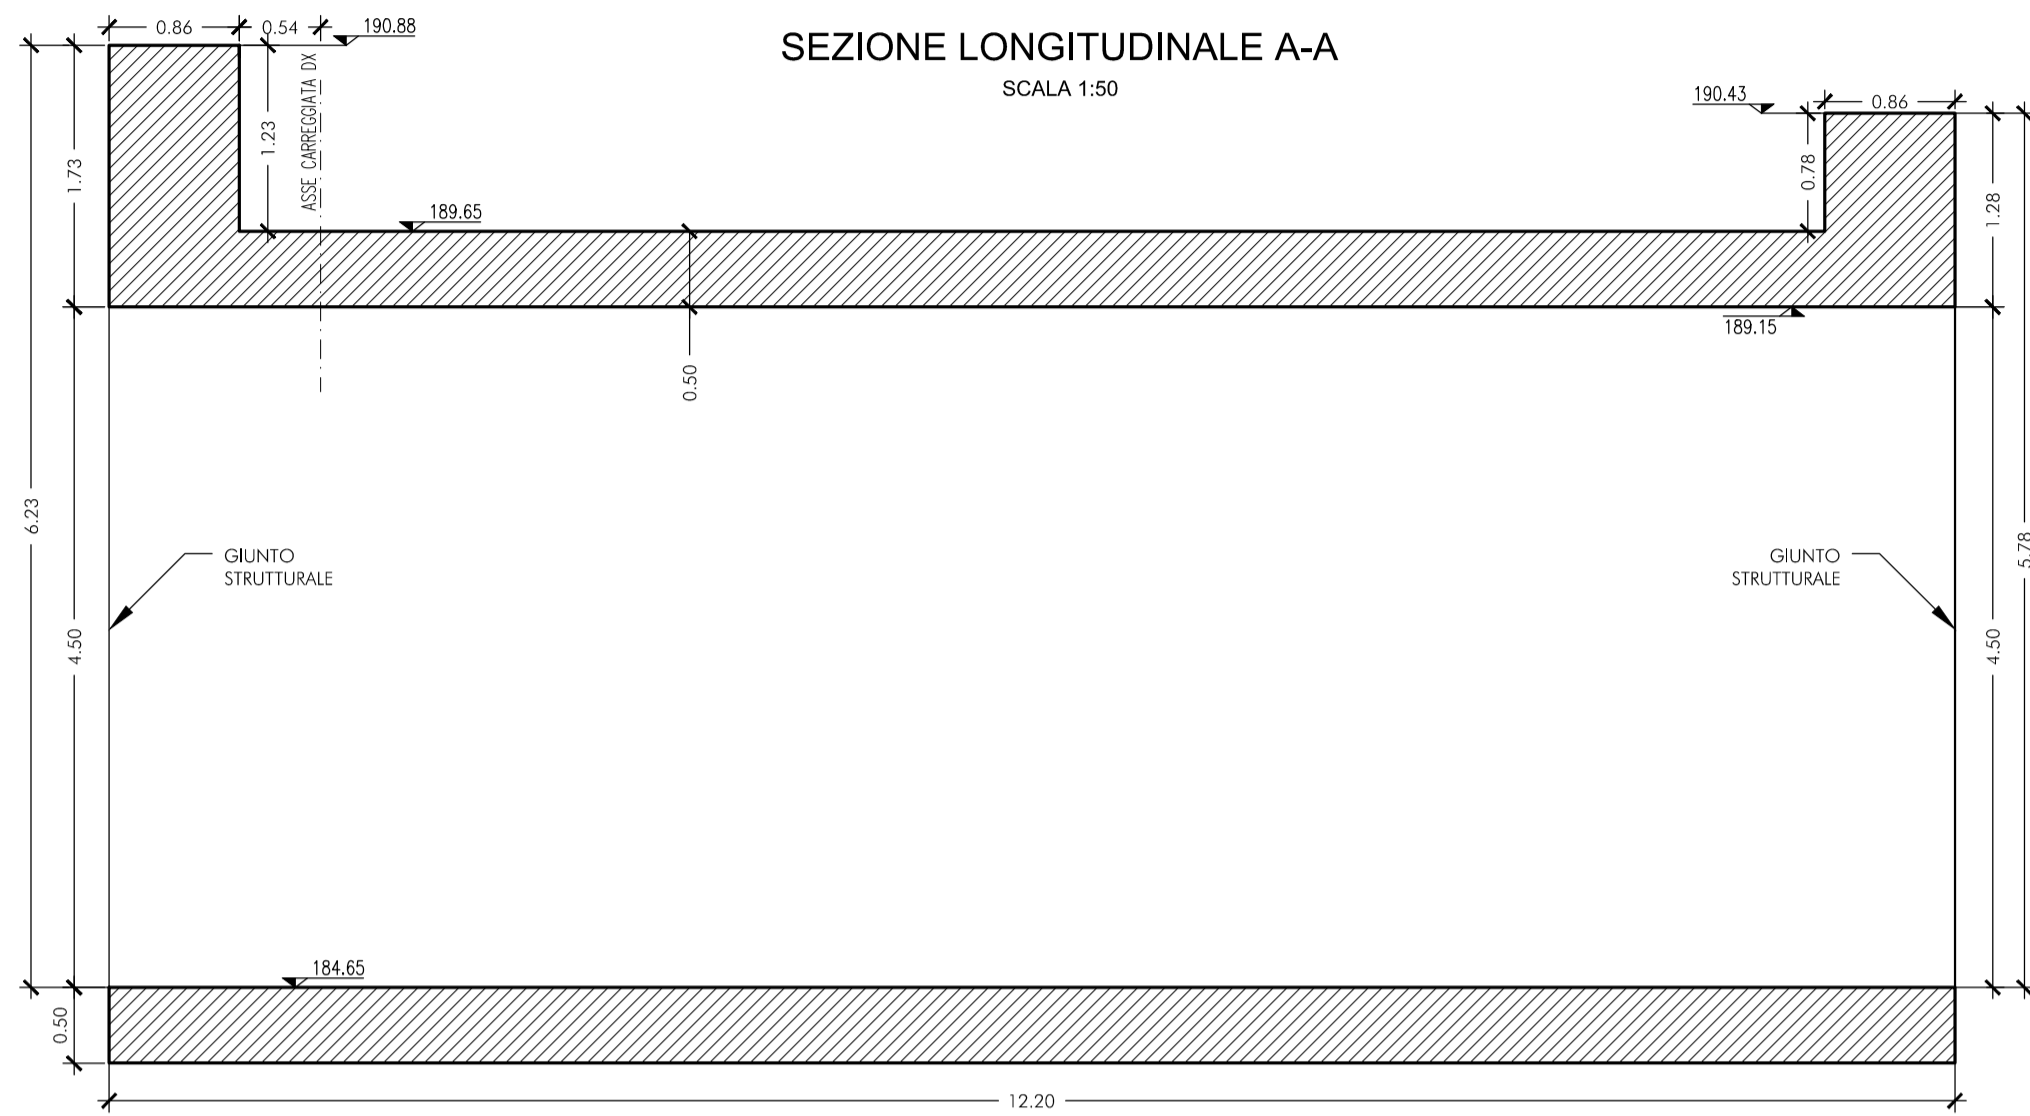 0.86
0.54
190.88
SEZIONE LONGITUDINALE A-A
SCALA 1:50
190.43
0.86
1.73
1.23
ASSE CARREGGIATA DX
0.78
1.28
189.65
189.15
0.50
6.23
5.78
GIUNTO
STRUTTURALE
GIUNTO
STRUTTURALE
4.50
4.50
184.65
0.50
12.20